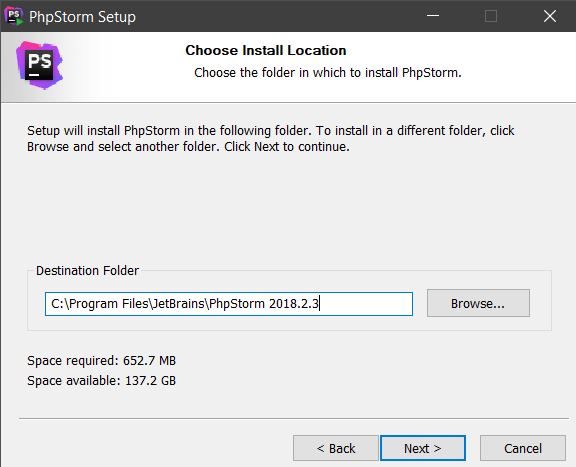 PS PhpStorm Setup
PS
Choose Install Location
Choose the folder in which to install PhpStorm.
Setup will install PhpStorm in the following folder. To install in a different folder, click
Browse and select another folder. Click Next to continue.
Destination Folder
C:\Program Files\JetBrains\PhpStorm 2018.2.3
Browse...
Space required: 652.7 MB
Space available: 137.2 GB
< Back
Next >
Cancel